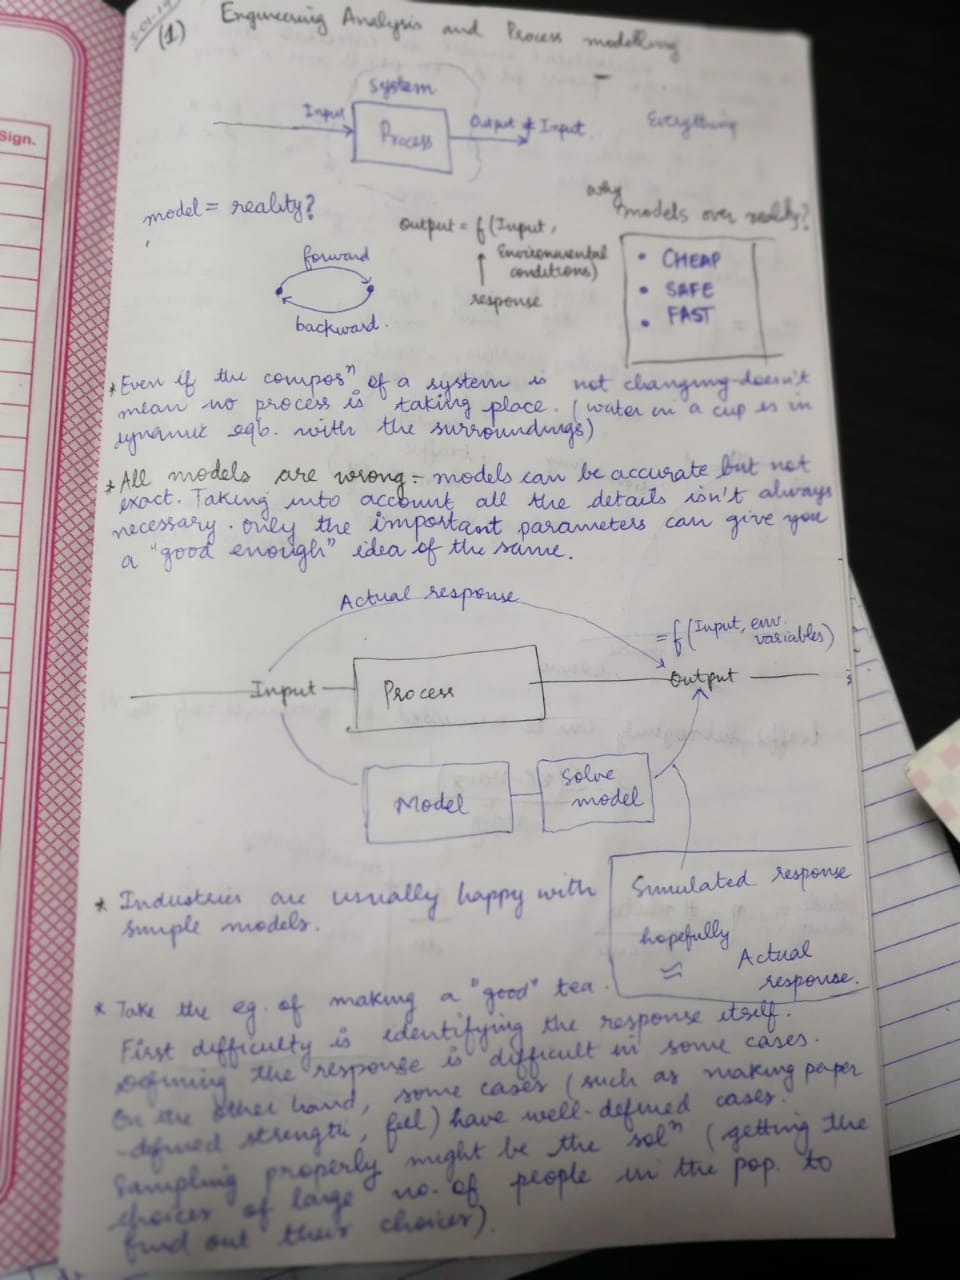 Sign.
(1) Engineering Analysis and Process modelling
System
Input
Process
Output ≠ Input
Everything
model = reality?
forward
backward.
Output = f (Input,
Environmental
conditions)
response
why
models over reality?
• CHEAP
• SAFE
• FAST
* Even if the composⁿ of a system is not changing-doesn't
mean no process is taking place. (water in a cup is in
dynamic eqb. with the surroundings)
* All models are wrong - models can be accurate but not
exact. Taking into account all the details isn't always
necessary. Only the important parameters can give you
a "good enough" idea of the same.
Actual response
= f (Input, env.
variables)
Input
Process
Output
Model
Solve
model
* Industries are usually happy with
simple models.
Simulated response
hopefully
≈
Actual
response.
* Take the eg. of making a "good" tea.
First difficulty is identifying the response itself.
Defining the response is difficult in some cases.
On the other hand, some cases (such as making paper
-defined strength, feel) have well-defined cases.
Sampling properly might be the solⁿ (getting the
choices of large no. of people in the pop. to
find out their choices).